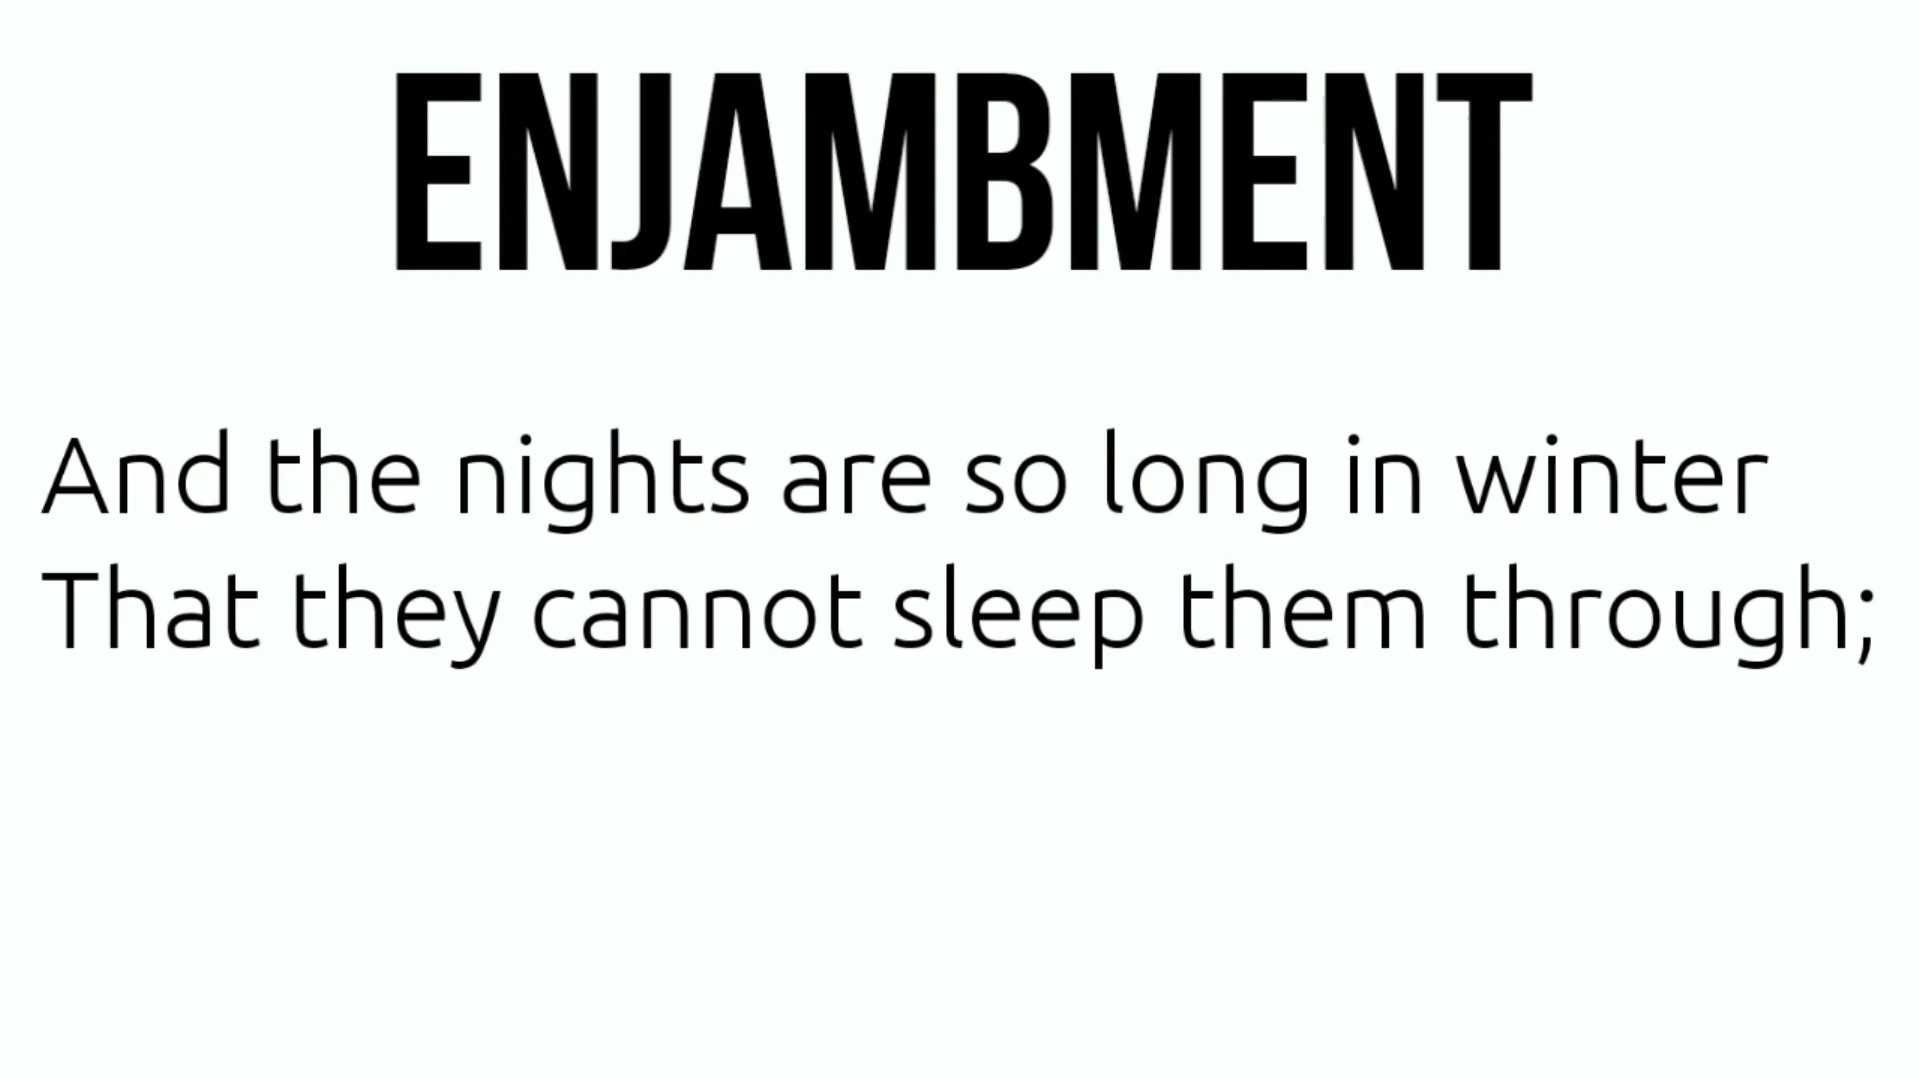 ENJAMBMENT
And the nights are so long in winter
That they cannot sleep them through;